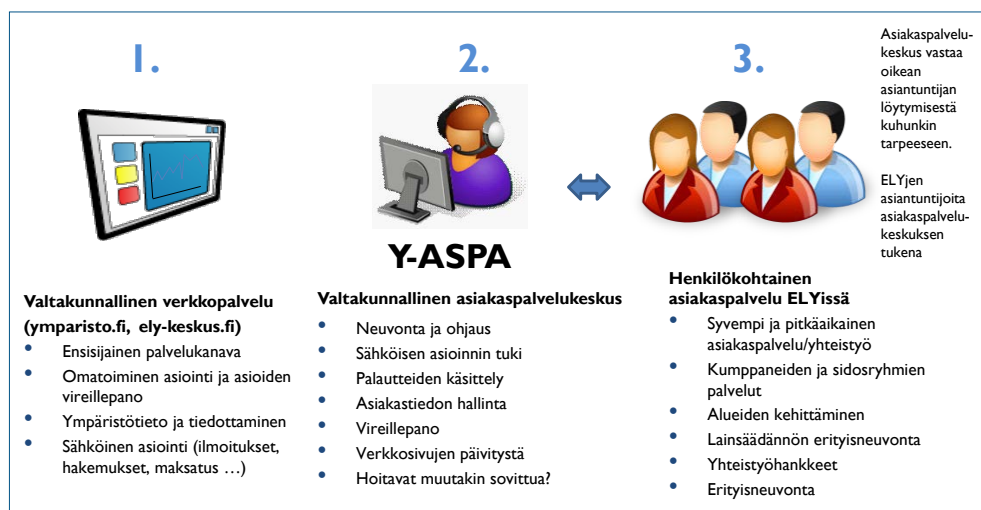 1.
Valtakunnallinen verkkopalvelu
(ymparisto.fi, ely-keskus.fi)
• Ensisijainen palvelukanava
• Omatoiminen asiointi ja asioiden
vireillepano
• Ympäristötieto ja tiedottaminen
• Sähköinen asiointi (ilmoitukset,
hakemukset, maksatus …)
2.
Y-ASPA
Valtakunnallinen asiakaspalvelukeskus
• Neuvonta ja ohjaus
• Sähköisen asioinnin tuki
• Palautteiden käsittely
• Asiakastiedon hallinta
• Vireillepano
• Verkkosivujen päivitystä
• Hoitavat muutakin sovittua?
3.
Henkilökohtainen
asiakaspalvelu ELYissä
• Syvempi ja pitkäaikainen
asiakaspalvelu/yhteistyö
• Kumppaneiden ja sidosryhmien
palvelut
• Alueiden kehittäminen
• Lainsäädännön erityisneuvonta
• Yhteistyöhankkeet
• Erityisneuvonta
Asiakaspalvelu-
keskus vastaa
oikean
asiantuntijan
löytymisestä
kuhunkin
tarpeeseen.
ELYjen
asiantuntijoita
asiakaspalvelu-
keskuksen
tukena